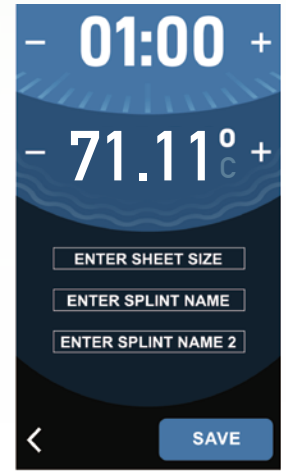 − 01:00 +
− 71.11° C +
ENTER SHEET SIZE
ENTER SPLINT NAME
ENTER SPLINT NAME 2
SAVE